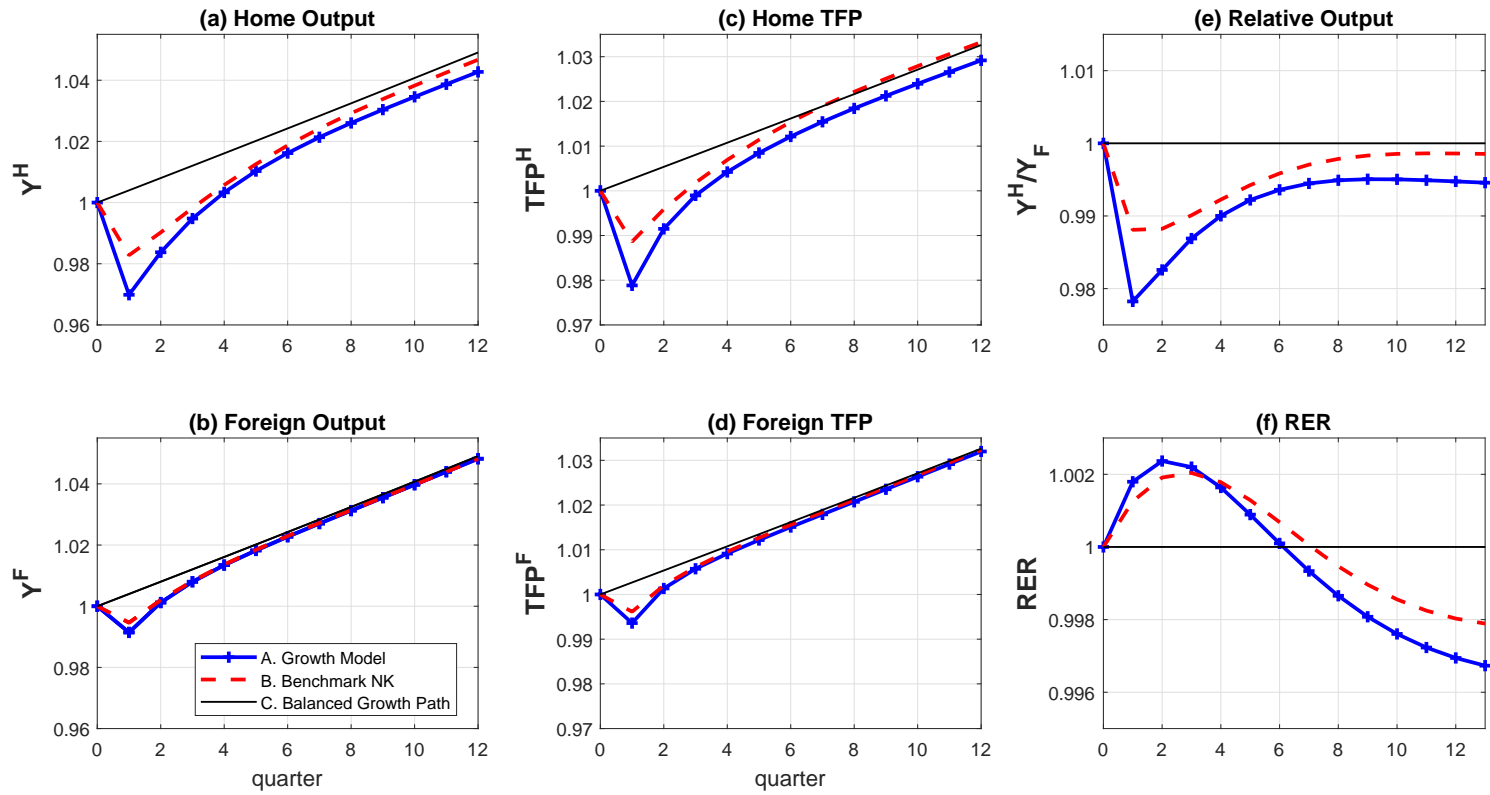 (a) Home Output
Y^H
1.04
1.02
1
0.98
0.96
0 2 4 6 8 10 12
(c) Home TFP
TFP^H
1.03
1.02
1.01
1
0.99
0.98
0.97
0 2 4 6 8 10 12
(e) Relative Output
Y^H/Y_F
1.01
1
0.99
0.98
0 2 4 6 8 10 12
(b) Foreign Output
Y^F
1.04
1.02
1
0.98
0.96
0 2 4 6 8 10 12
quarter
A. Growth Model
B. Benchmark NK
C. Balanced Growth Path
(d) Foreign TFP
TFP^F
1.03
1.02
1.01
1
0.99
0.98
0.97
0 2 4 6 8 10 12
quarter
(f) RER
RER
1.002
1
0.998
0.996
0 2 4 6 8 10 12